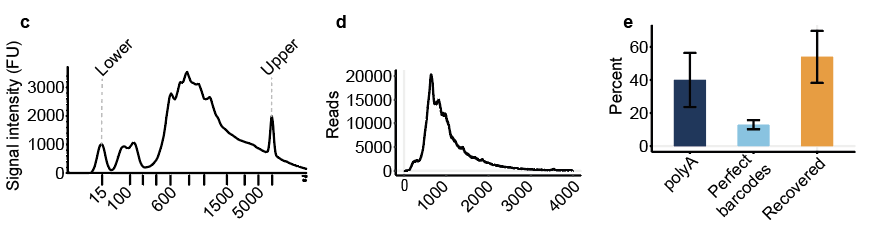 c
Lower
Upper
Signal intensity (FU)
3000
2000
1000
0
15
100
600
1500
5000
d
Reads
20000
15000
10000
5000
0
0
1000
2000
3000
4000
e
Percent
60
40
20
0
polyA
Perfect
barcodes
Recovered